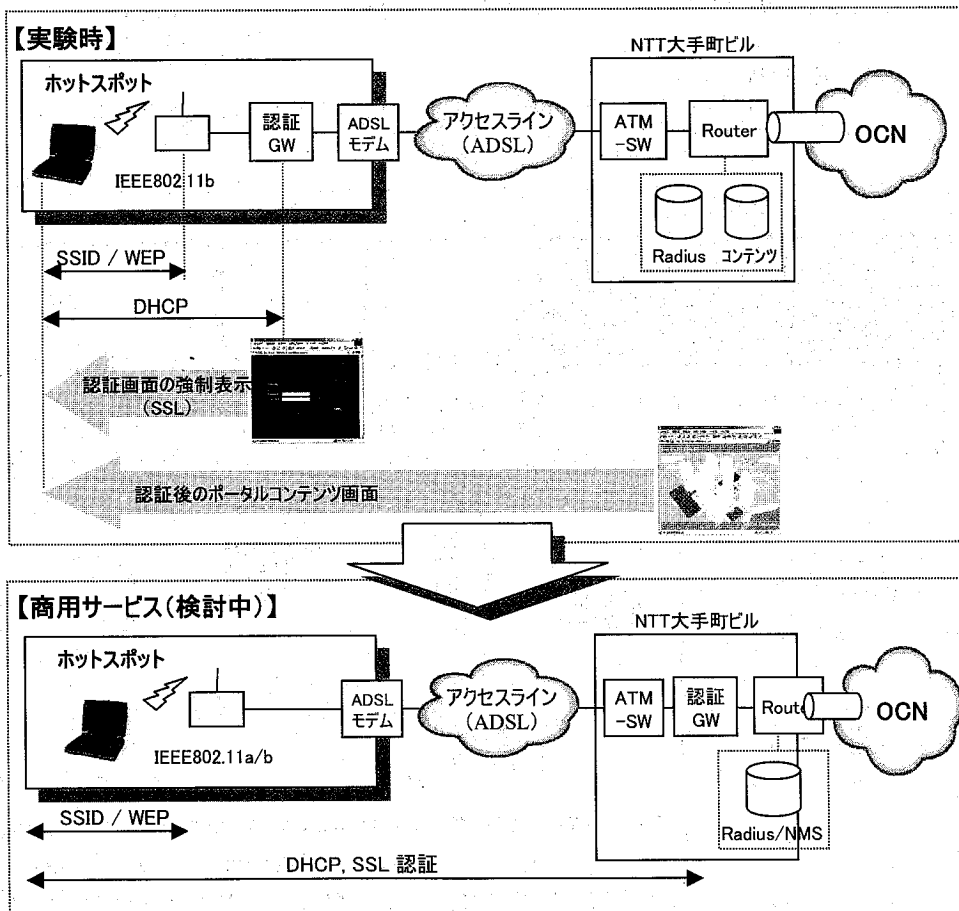 【実験時】
NTT大手町ビル
ホットスポット
認証
GW
ADSL
モデム
アクセスライン
(ADSL)
ATM
-SW
Router
OCN
IEEE802.11b
Radius
コンテンツ
SSID / WEP
DHCP
認証画面の強制表示
(SSL)
認証後のポータルコンテンツ画面
【商用サービス(検討中)】
NTT大手町ビル
ホットスポット
ADSL
モデム
アクセスライン
(ADSL)
ATM
-SW
認証
GW
Route
OCN
IEEE802.11a/b
SSID / WEP
Radius/NMS
DHCP, SSL 認証